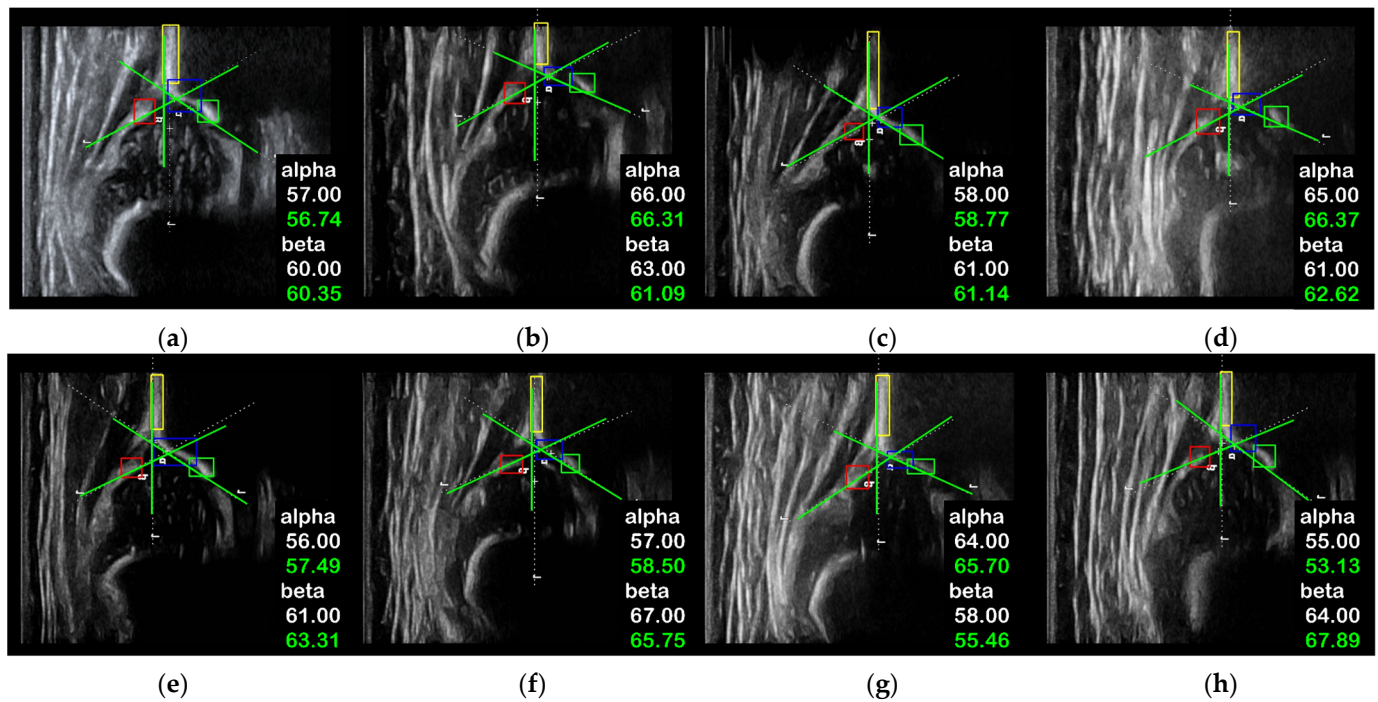 alpha
57.00
56.74
beta
60.00
60.35
alpha
66.00
66.31
beta
63.00
61.09
alpha
58.00
58.77
beta
61.00
61.14
alpha
65.00
66.37
beta
61.00
62.62
(a)
(b)
(c)
(d)
alpha
56.00
57.49
beta
61.00
63.31
alpha
57.00
58.50
beta
67.00
65.75
alpha
64.00
65.70
beta
58.00
55.46
alpha
55.00
53.13
beta
64.00
67.89
(e)
(f)
(g)
(h)